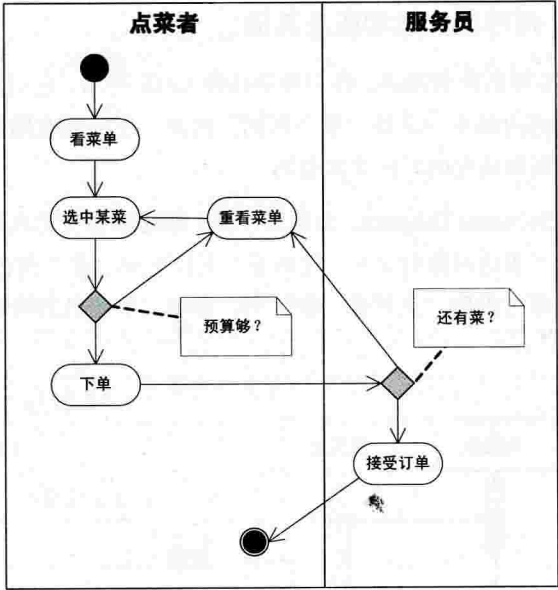 点菜者
服务员
看菜单
选中某菜
重看菜单
预算够？
还有菜？
下单
接受订单